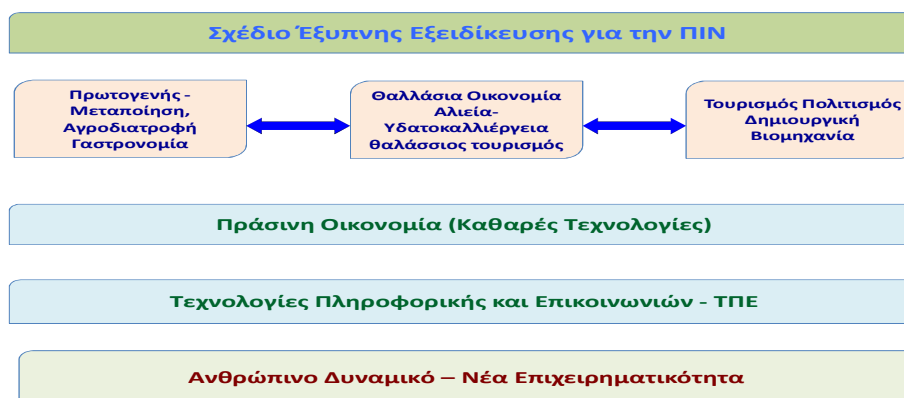 Σχέδιο Έξυπνης Εξειδίκευσης για την ΠΙΝ
Πρωτογενής -
Μεταποίηση,
Αγροδιατροφή
Γαστρονομία
Θαλλάσια Οικονομία
Αλιεία-
Υδατοκαλλιέργεια
θαλάσσιος τουρισμός
Τουρισμός Πολιτισμός
Δημιουργική
Βιομηχανία
Πράσινη Οικονομία (Καθαρές Τεχνολογίες)
Τεχνολογίες Πληροφορικής και Επικοινωνιών - ΤΠΕ
Ανθρώπινο Δυναμικό – Νέα Επιχειρηματικότητα